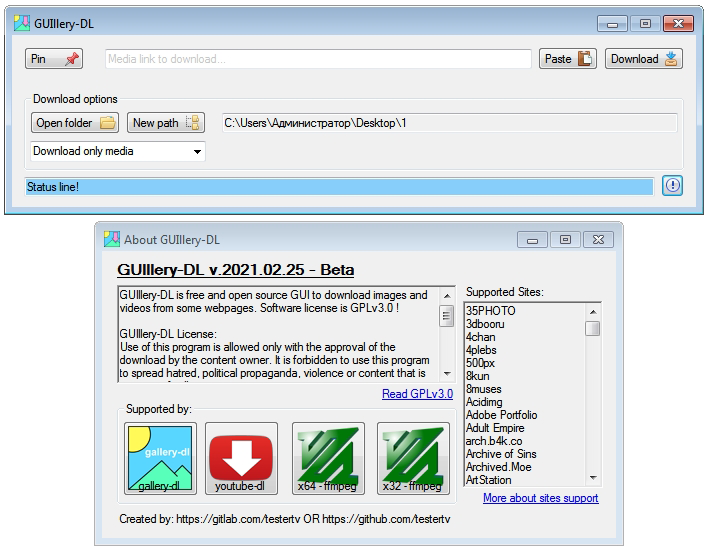 GUIllery-DL
Pin
Media link to download...
Paste
Download
Download options
Open folder
New path
C:\Users\Администратор\Desktop\1
Download only media
Status line!
About GUIllery-DL
GUIllery-DL v.2021.02.25 - Beta
GUIllery-DL is free and open source GUI to download images and
videos from some webpages. Software license is GPLv3.0 !
GUIllery-DL License:
Use of this program is allowed only with the approval of the
download by the content owner. It is forbidden to use this program
to spread hatred, political propaganda, violence or content that is
Read GPLv3.0
Supported by:
gallery-dl
gallery-dl
youtube-dl
x64 - ffmpeg
x32 - ffmpeg
Created by: https://gitlab.com/testertv OR https://github.com/testertv
Supported Sites:
35PHOTO
3dbooru
4chan
4plebs
500px
8kun
8muses
Acidimg
Adobe Portfolio
Adult Empire
arch.b4k.co
Archive of Sins
Archived.Moe
ArtStation
More about sites support